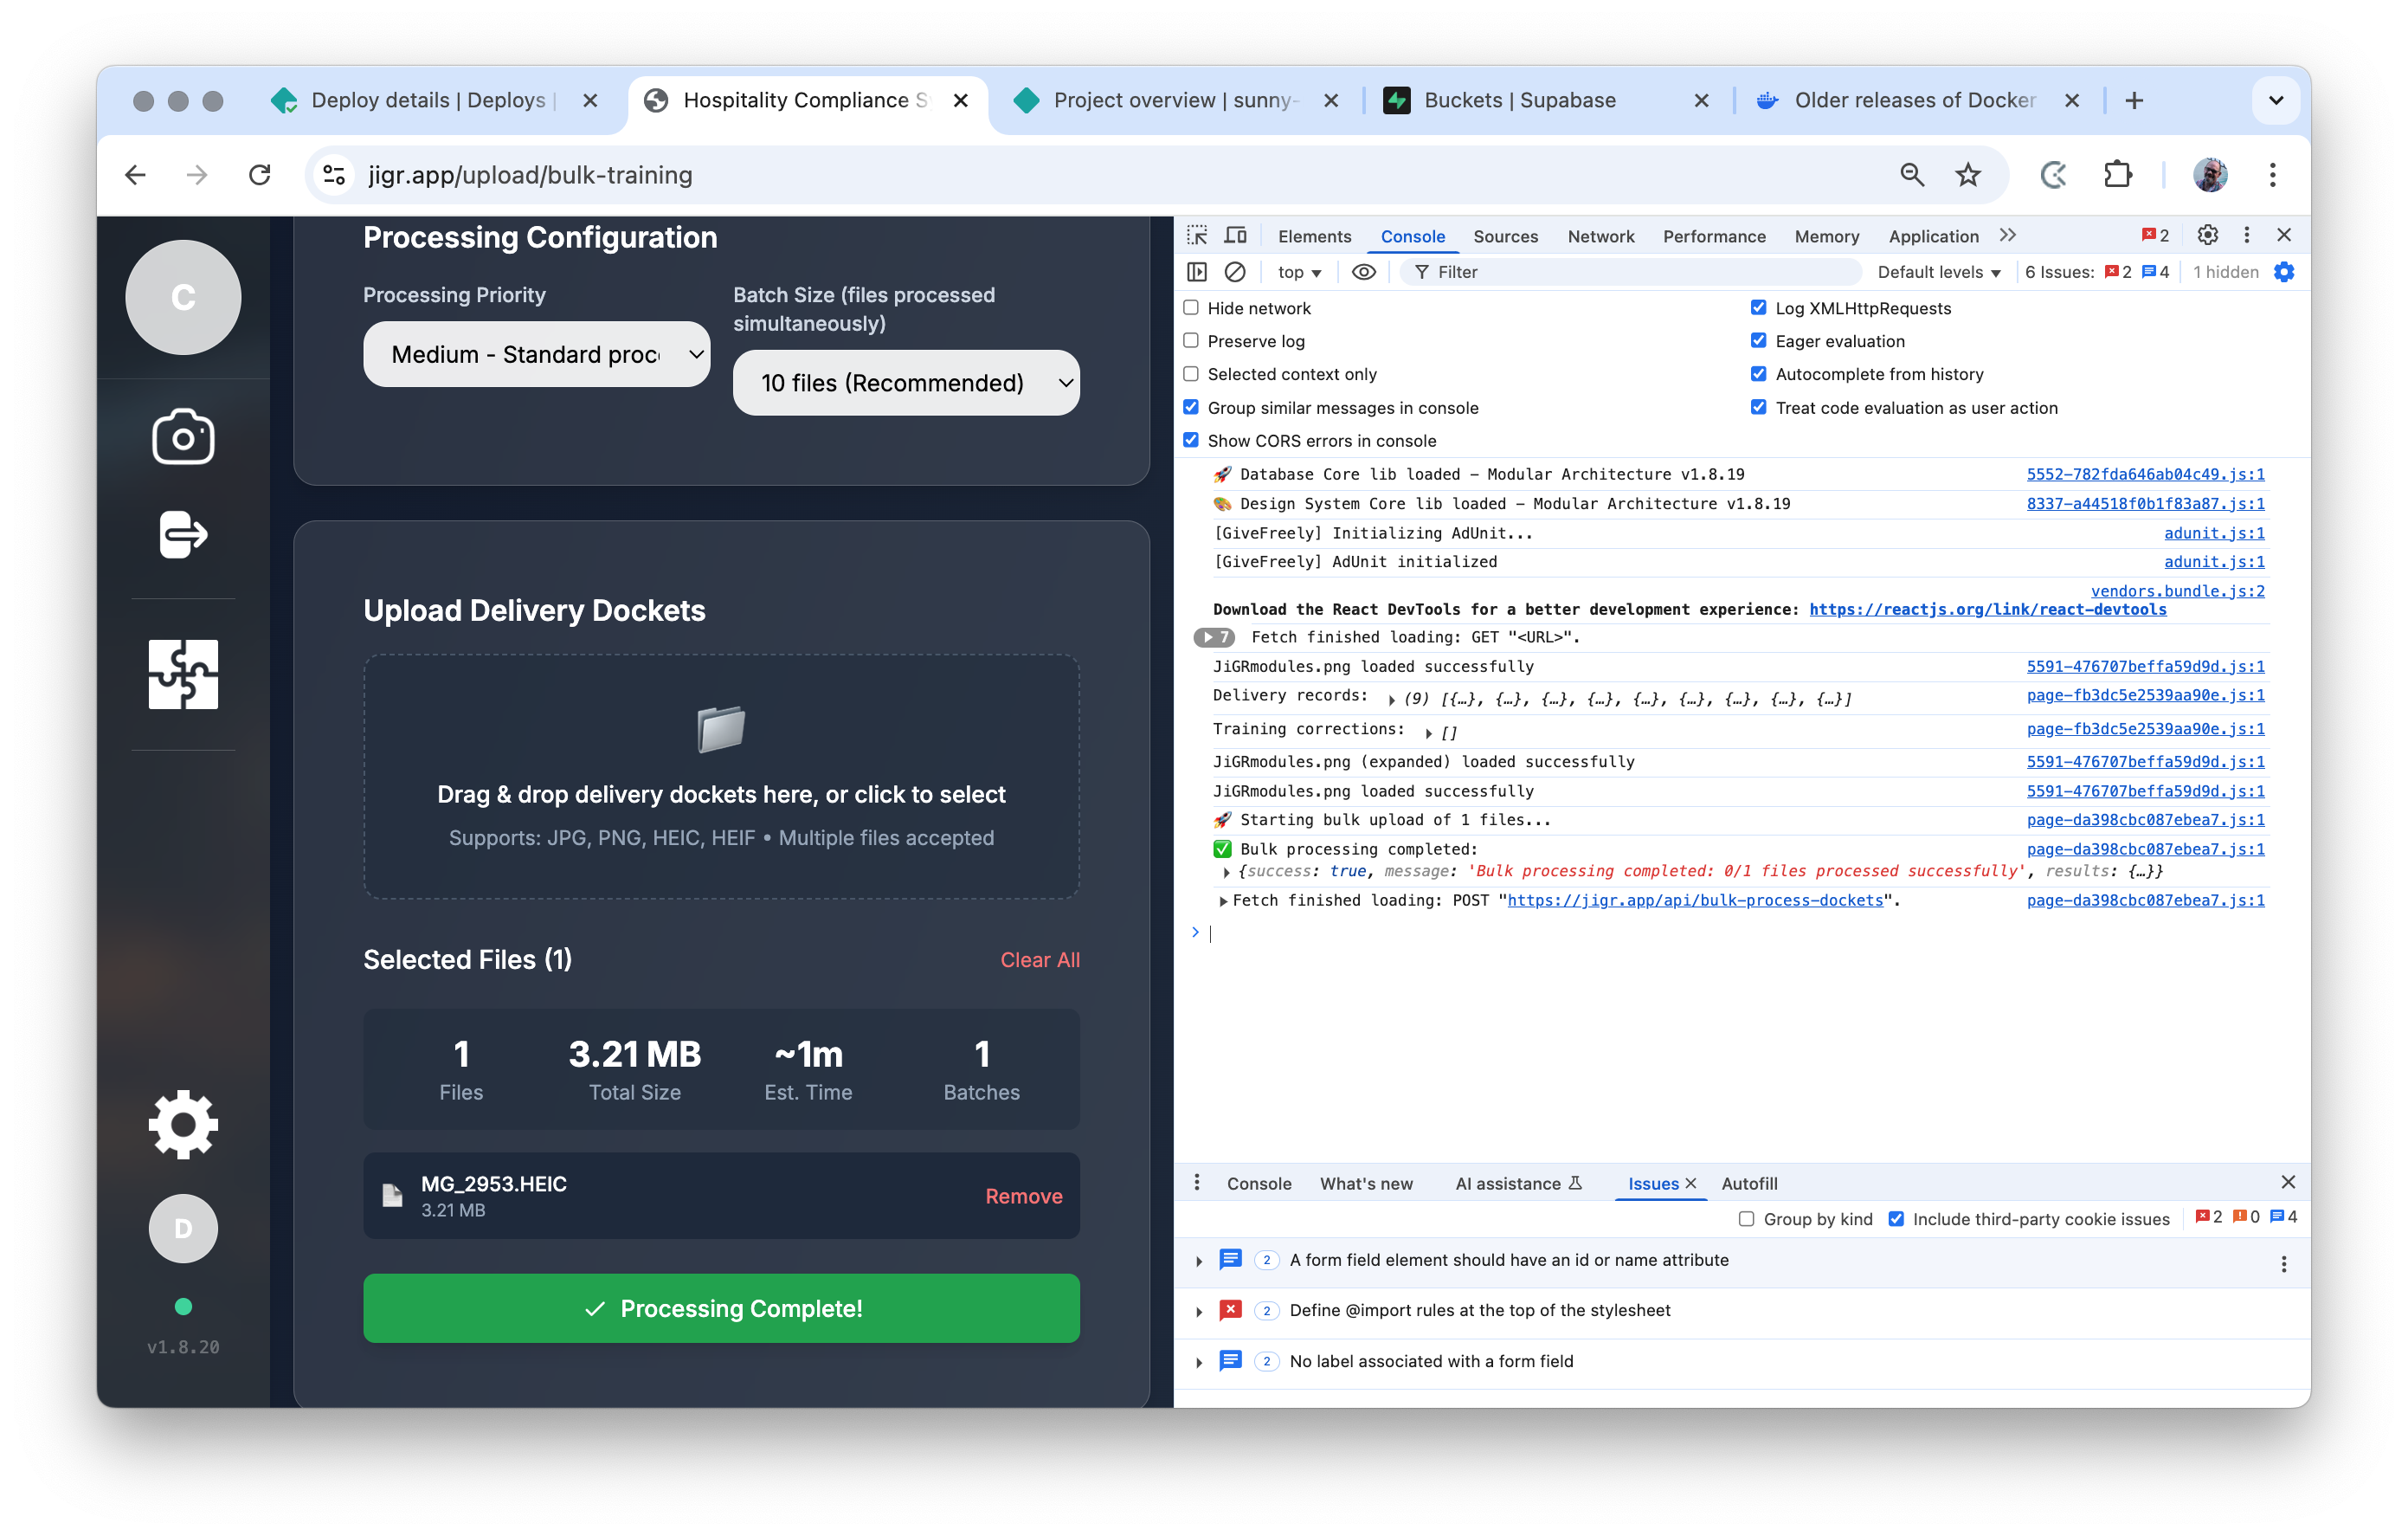 Deploy details | Deploys |
Hospitality Compliance S
Project overview | sunny-
Buckets | Supabase
Older releases of Docker
jigr.app/upload/bulk-training
C
D
v1.8.20
Processing Configuration
Processing Priority
Medium - Standard proc
Batch Size (files processed
simultaneously)
10 files (Recommended)
Upload Delivery Dockets
Drag & drop delivery dockets here, or click to select
Supports: JPG, PNG, HEIC, HEIF • Multiple files accepted
Selected Files (1)
Clear All
1
Files
3.21 MB
Total Size
~1m
Est. Time
1
Batches
MG_2953.HEIC
3.21 MB
Remove
✓ Processing Complete!
Elements Console Sources Network Performance Memory Application 2
top Filter Default levels 6 Issues: 2 4 1 hidden
Hide network
Log XMLHttpRequests
Preserve log
Eager evaluation
Selected context only
Autocomplete from history
Group similar messages in console
Treat code evaluation as user action
Show CORS errors in console
🚀 Database Core lib loaded – Modular Architecture v1.8.19 5552-782fda646ab04c49.js:1
🎨 Design System Core lib loaded – Modular Architecture v1.8.19 8337-a44518f0b1f83a87.js:1
[GiveFreely] Initializing AdUnit... adunit.js:1
[GiveFreely] AdUnit initialized adunit.js:1
vendors.bundle.js:2
Download the React DevTools for a better development experience: https://reactjs.org/link/react-devtools
7 Fetch finished loading: GET "<URL>".
JiGRmodules.png loaded successfully 5591-476707beffa59d9d.js:1
Delivery records: (9) [{…}, {…}, {…}, {…}, {…}, {…}, {…}, {…}, {…}] page-fb3dc5e2539aa90e.js:1
Training corrections: [] page-fb3dc5e2539aa90e.js:1
JiGRmodules.png (expanded) loaded successfully 5591-476707beffa59d9d.js:1
JiGRmodules.png loaded successfully 5591-476707beffa59d9d.js:1
🚀 Starting bulk upload of 1 files... page-da398cbc087ebea7.js:1
✅ Bulk processing completed: page-da398cbc087ebea7.js:1
{success: true, message: 'Bulk processing completed: 0/1 files processed successfully', results: {…}}
Fetch finished loading: POST "https://jigr.app/api/bulk-process-dockets". page-da398cbc087ebea7.js:1
Console What's new AI assistance Issues Autofill
Group by kind Include third-party cookie issues 2 0 4
2 A form field element should have an id or name attribute
2 Define @import rules at the top of the stylesheet
2 No label associated with a form field